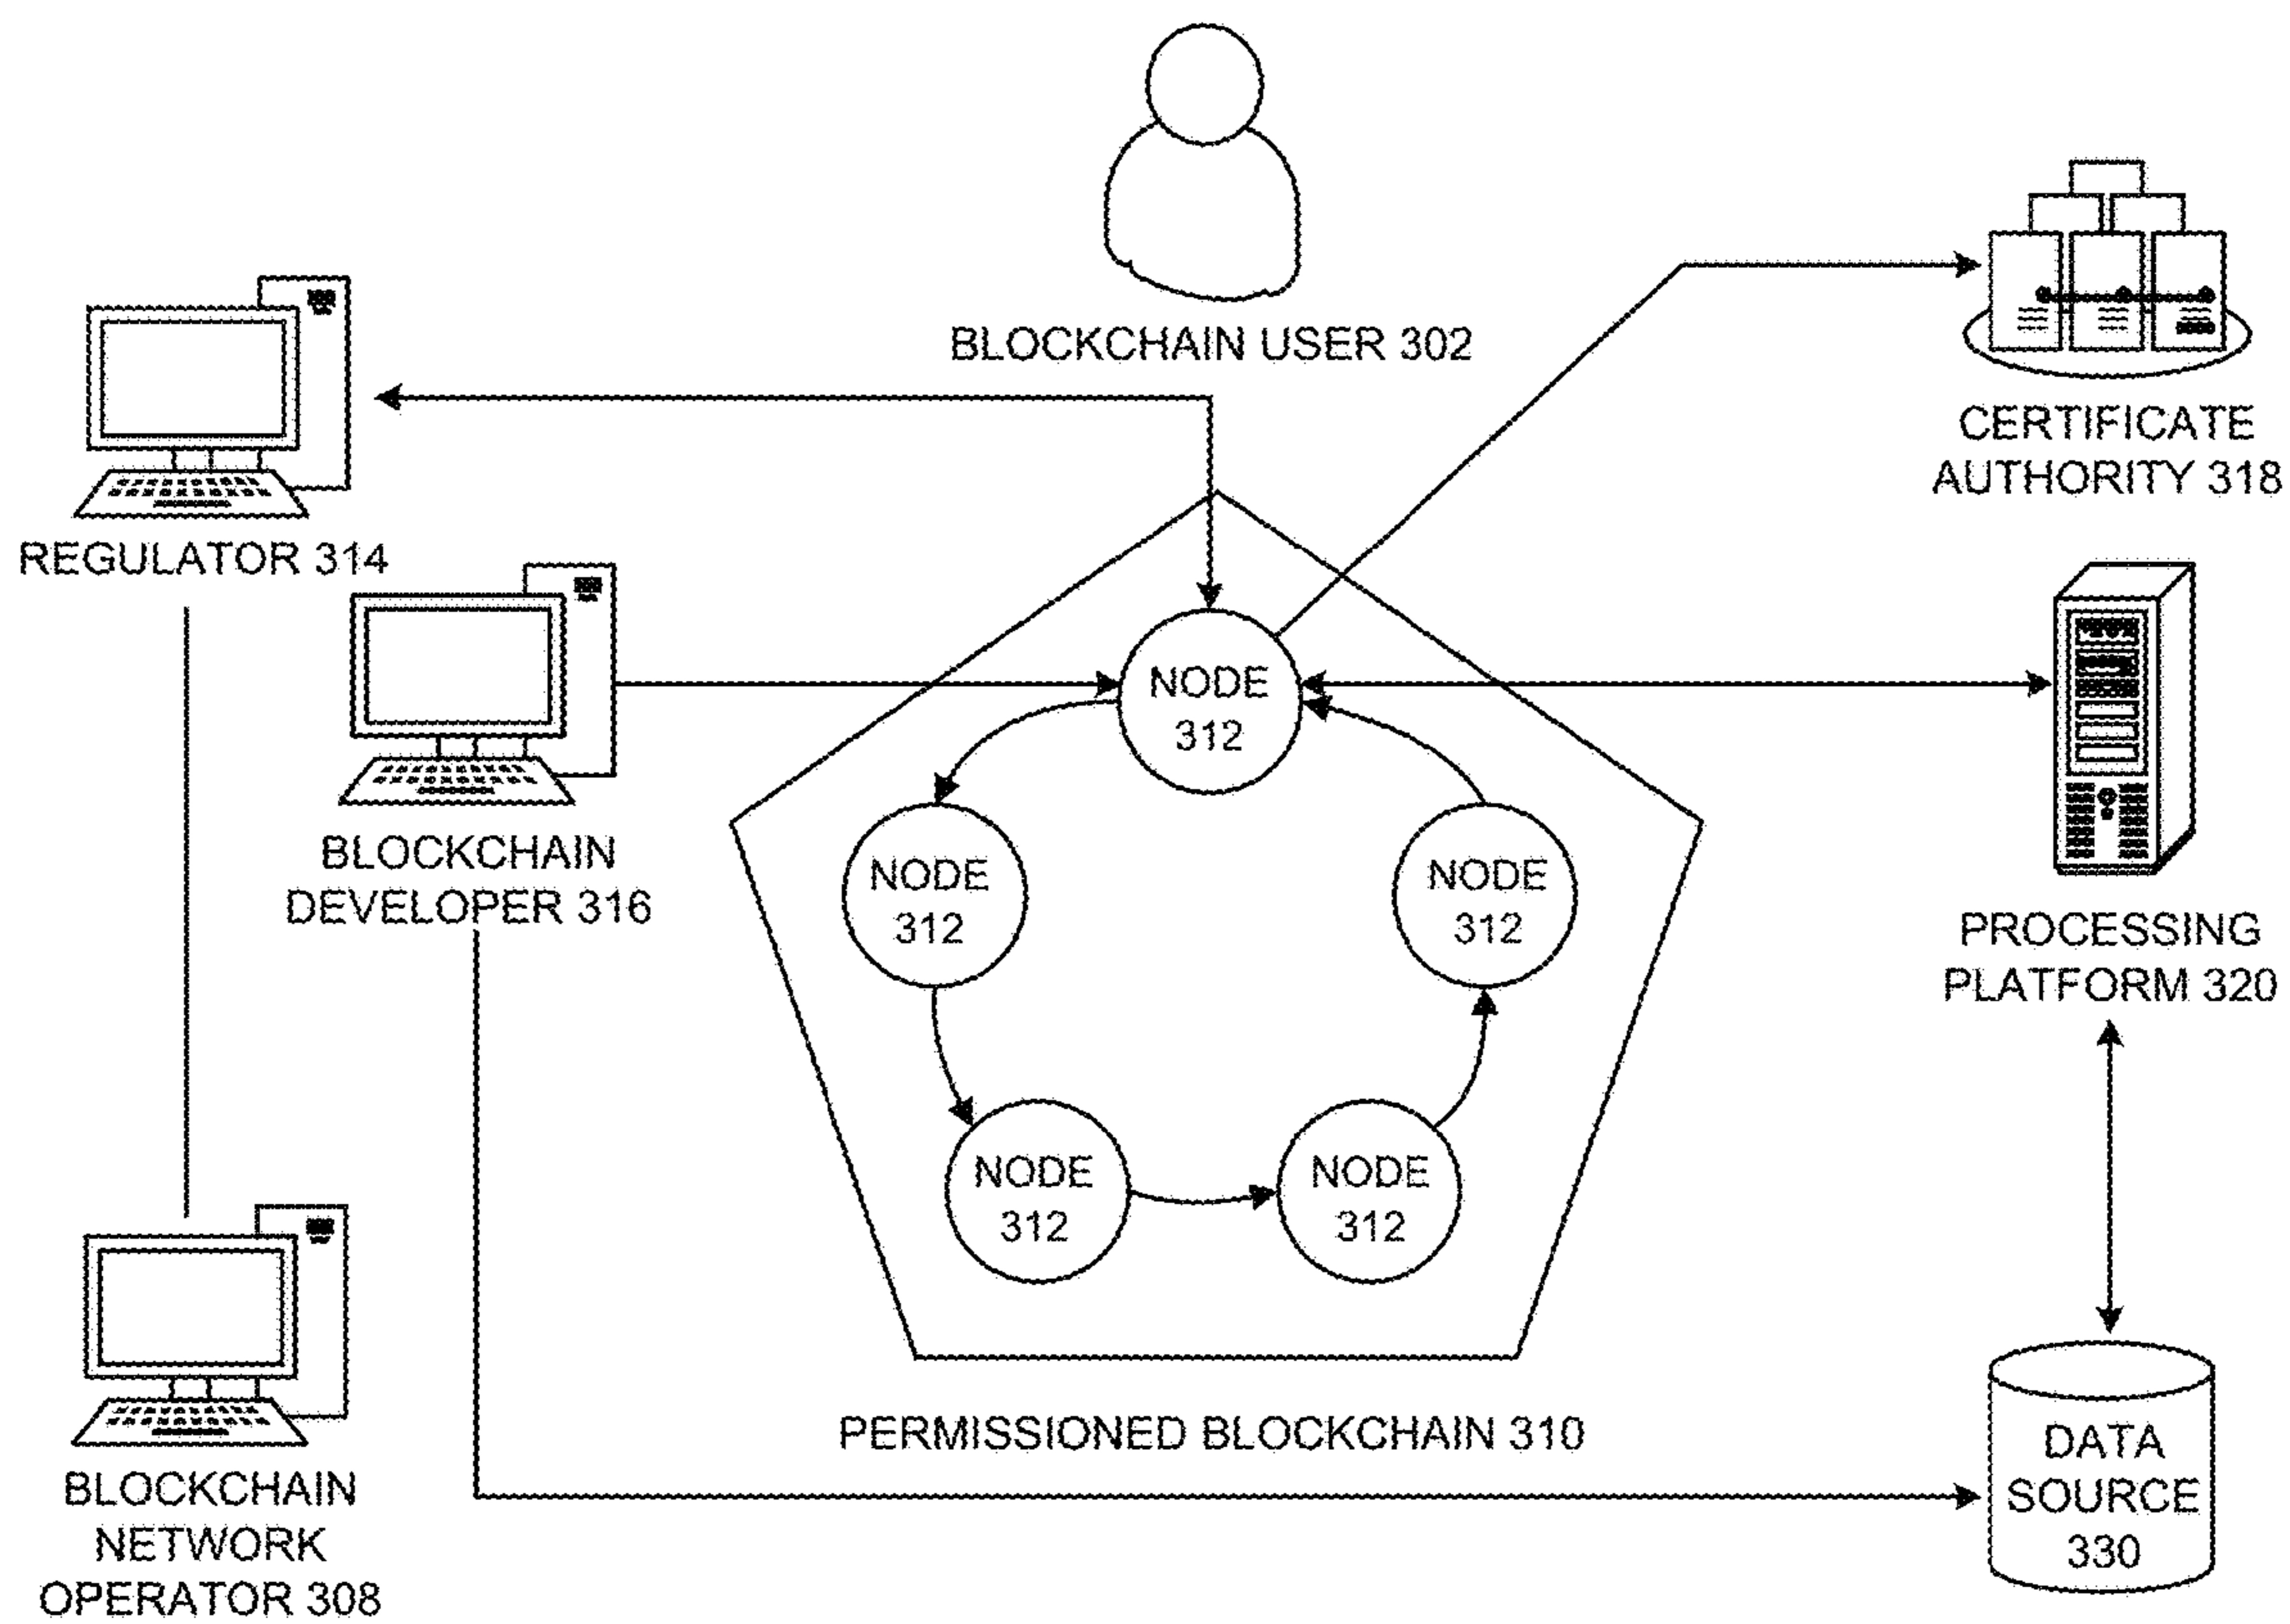 BLOCKCHAIN USER 302
CERTIFICATE
AUTHORITY 318
REGULATOR 314
BLOCKCHAIN
DEVELOPER 316
NODE
312
NODE
312
NODE
312
NODE
312
NODE
312
PROCESSING
PLATFORM 320
PERMISSIONED BLOCKCHAIN 310
BLOCKCHAIN
NETWORK
OPERATOR 308
DATA
SOURCE
330